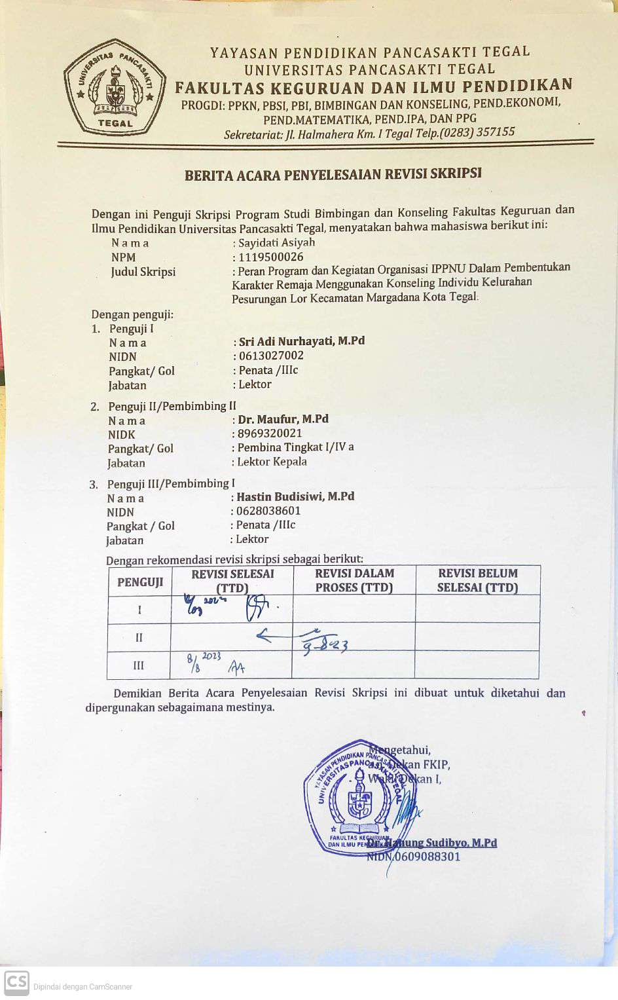 UNIVERSITAS PANCASAKTI
TEGAL
YAYASAN PENDIDIKAN PANCASAKTI TEGAL
UNIVERSITAS PANCASAKTI TEGAL
FAKULTAS KEGURUAN DAN ILMU PENDIDIKAN
PROGDI: PPKN, PBSI, PBI, BIMBINGAN DAN KONSELING, PEND.EKONOMI,
PEND.MATEMATIKA, PEND.IPA, DAN PPG
Sekretariat: Jl. Halmahera Km. I Tegal Telp.(0283) 357155
BERITA ACARA PENYELESAIAN REVISI SKRIPSI
Dengan ini Penguji Skripsi Program Studi Bimbingan dan Konseling Fakultas Keguruan dan
Ilmu Pendidikan Universitas Pancasakti Tegal, menyatakan bahwa mahasiswa berikut ini:
N a m a : Sayidati Asiyah
NPM : 1119500026
Judul Skripsi : Peran Program dan Kegiatan Organisasi IPPNU Dalam Pembentukan
Karakter Remaja Menggunakan Konseling Individu Kelurahan
Pesurungan Lor Kecamatan Margadana Kota Tegal.
Dengan penguji:
1. Penguji I
N a m a : Sri Adi Nurhayati, M.Pd
NIDN : 0613027002
Pangkat/ Gol : Penata /IIIc
Jabatan : Lektor
2. Penguji II/Pembimbing II
N a m a : Dr. Maufur, M.Pd
NIDK : 8969320021
Pangkat/ Gol : Pembina Tingkat I/IV a
Jabatan : Lektor Kepala
3. Penguji III/Pembimbing I
N a m a : Hastin Budisiwi, M.Pd
NIDN : 0628038601
Pangkat / Gol : Penata /IIIc
Jabatan : Lektor
Dengan rekomendasi revisi skripsi sebagai berikut:
PENGUJI REVISI SELESAI (TTD) REVISI DALAM PROSES (TTD) REVISI BELUM SELESAI (TTD)
I
II 9-8-23
III 8/8 2023
Demikian Berita Acara Penyelesaian Revisi Skripsi ini dibuat untuk diketahui dan
dipergunakan sebagaimana mestinya.
Mengetahui,
a.n. Dekan FKIP,
Wakil Dekan I,
YAYASAN PENDIDIKAN PANCASAKTI TEGAL
UNIVERSITAS PANCASAKTI TEGAL
FAKULTAS KEGURUAN
DAN ILMU PENDIDIKAN
Dr. Hanung Sudibyo, M.Pd
NIDN.0609088301
CS Dipindai dengan CamScanner